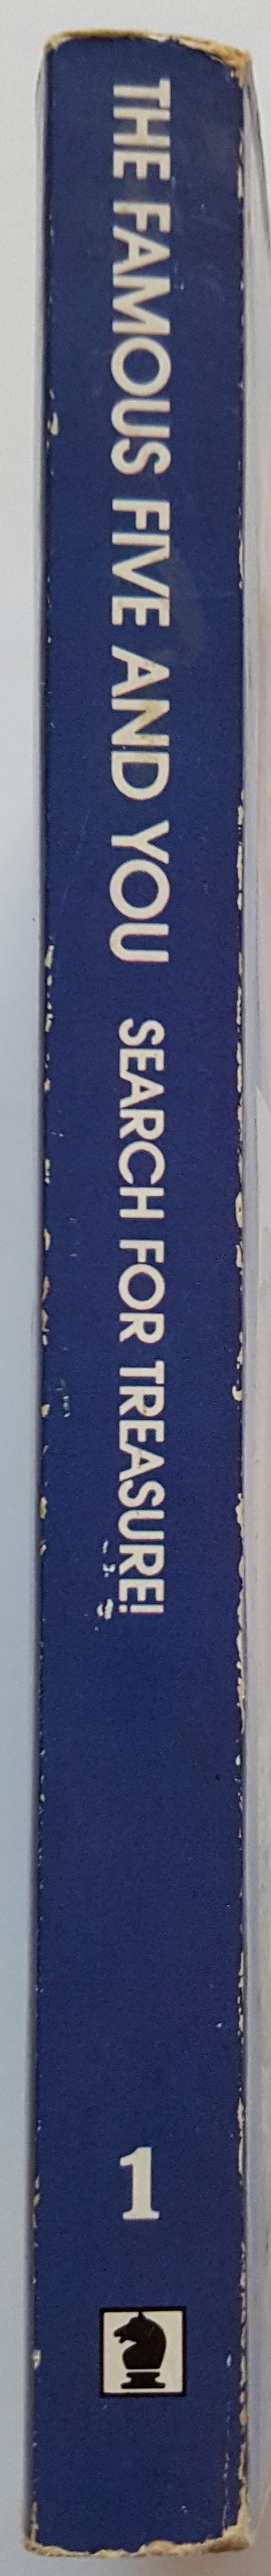 THE FAMOUS FIVE AND YOU SEARCH FOR TREASURE!
1